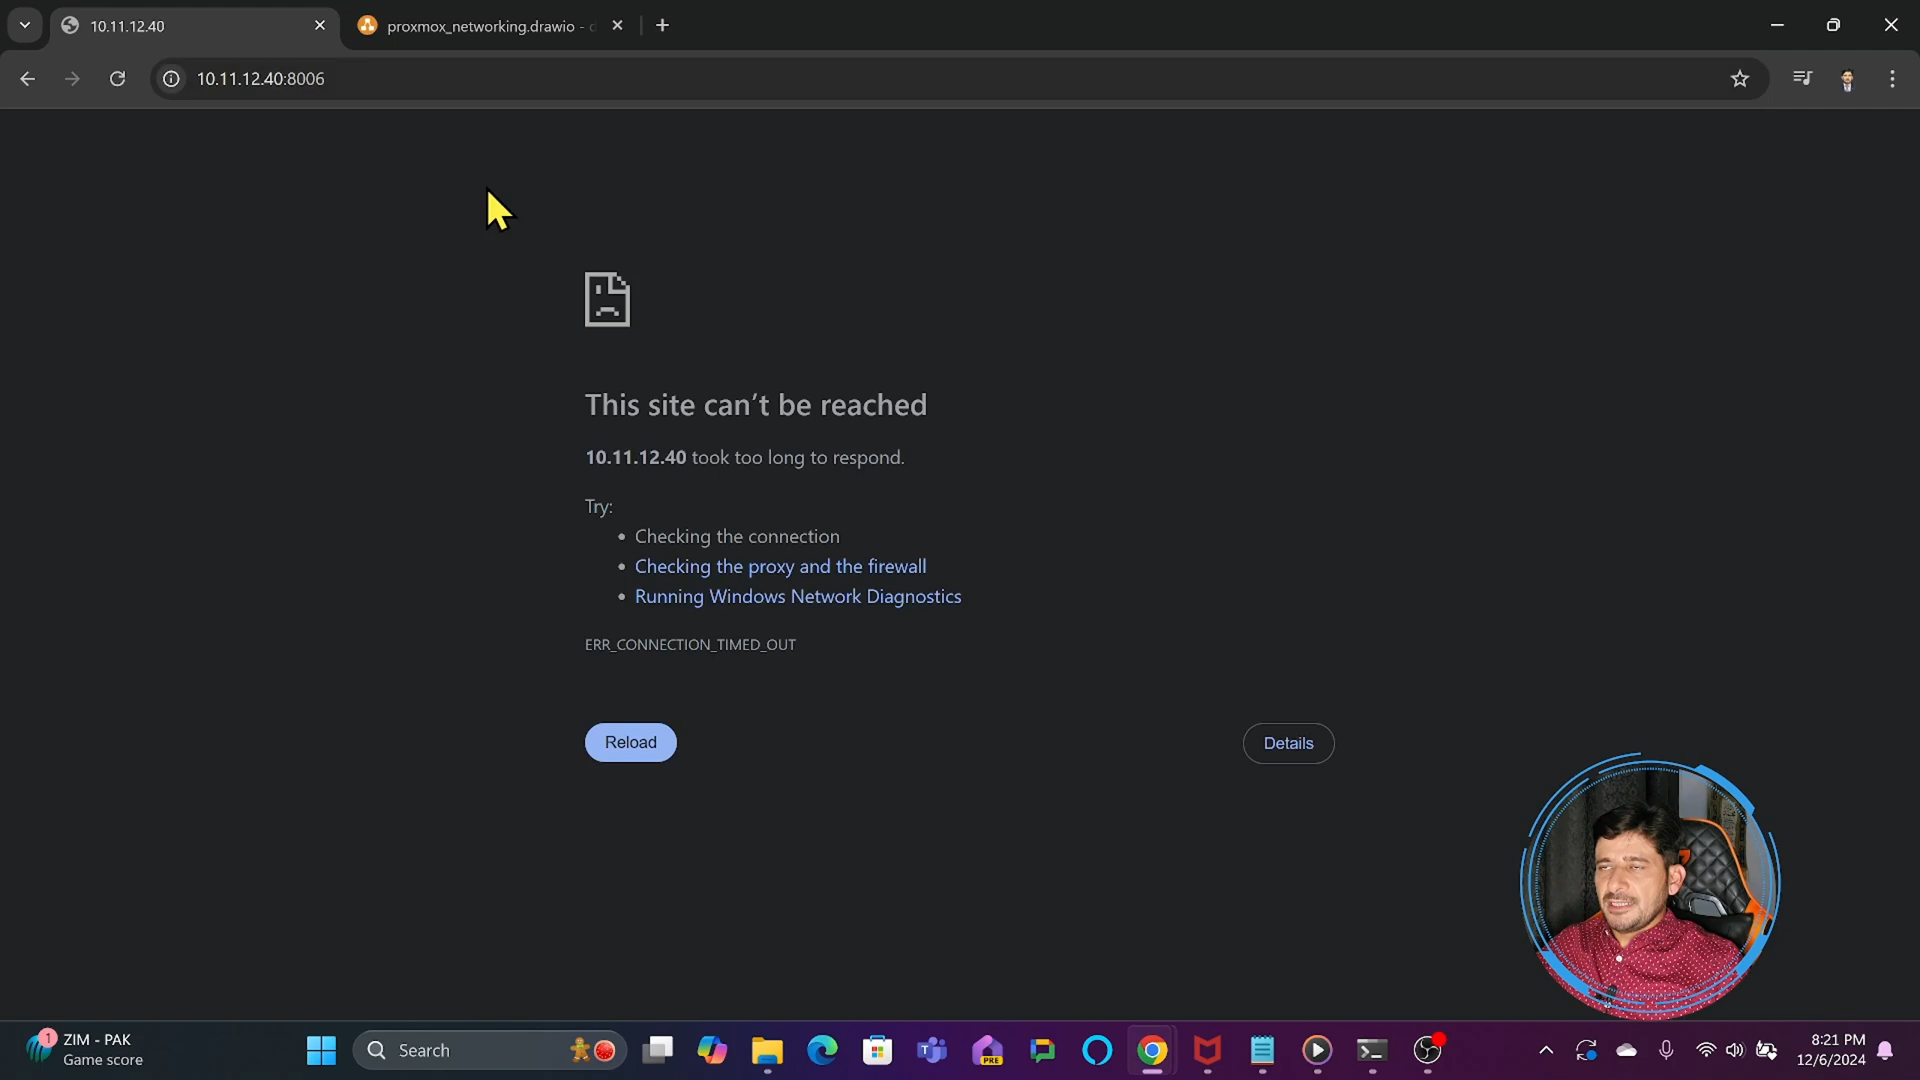 10.11.12.40
proxmox_networking.drawio - d
10.11.12.40:8006
This site can't be reached
10.11.12.40 took too long to respond.
Try:
Checking the connection
Checking the proxy and the firewall
Running Windows Network Diagnostics
ERR_CONNECTION_TIMED_OUT
Reload
Details
1
ZIM - PAK
Game score
Search
PRE
8:21 PM
12/6/2024